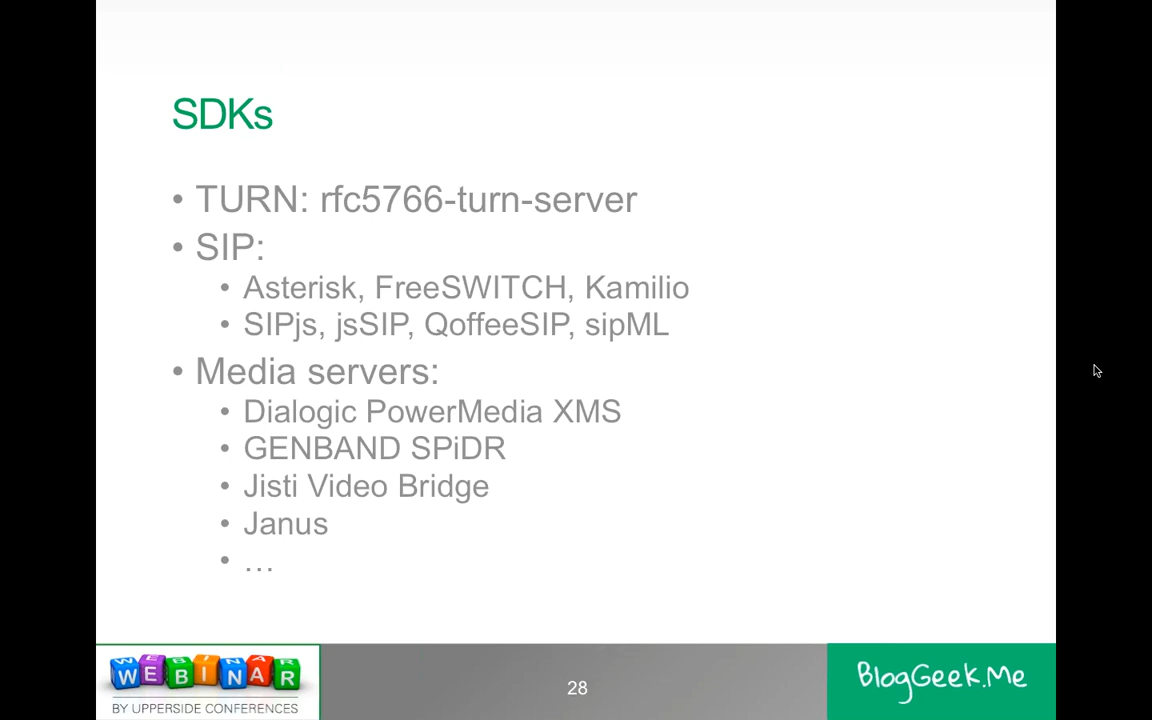 SDKs
• TURN: rfc5766-turn-server
• SIP:
• Asterisk, FreeSWITCH, Kamilio
• SIPjs, jsSIP, QoffeeSIP, sipML
• Media servers:
• Dialogic PowerMedia XMS
• GENBAND SPiDR
• Jisti Video Bridge
• Janus
• …
WEBINAR
BY UPPERSIDE CONFERENCES
28
BlogGeek.Me